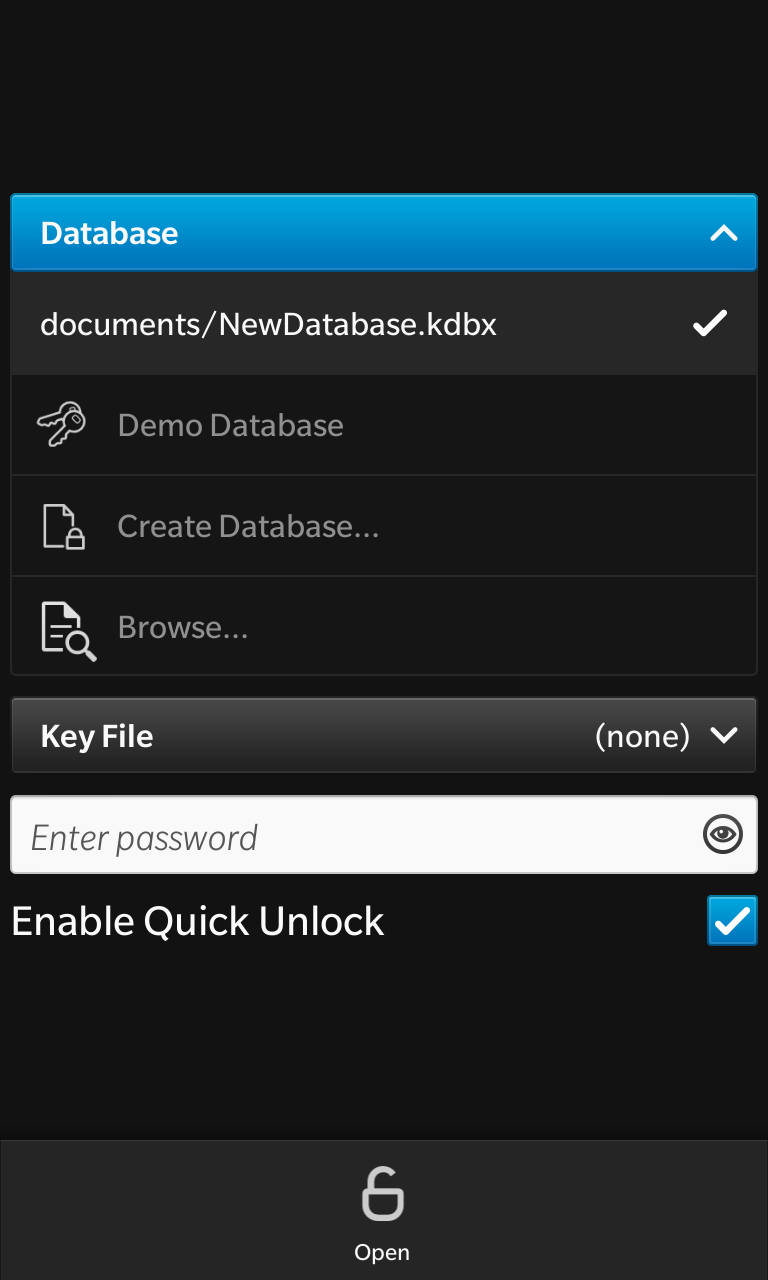 Database
documents/NewDatabase.kdbx
Demo Database
Create Database...
Browse...
Key File (none)
Enter password
Enable Quick Unlock
Open